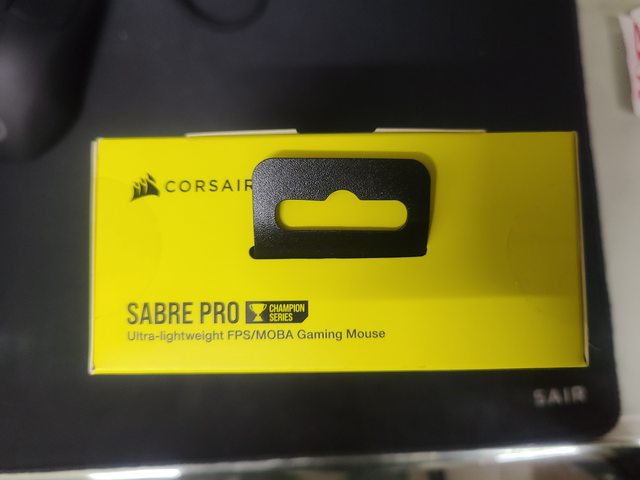 CORSAIR
SABRE PRO
CHAMPION
SERIES
Ultra-lightweight FPS/MOBA Gaming Mouse
SAIR